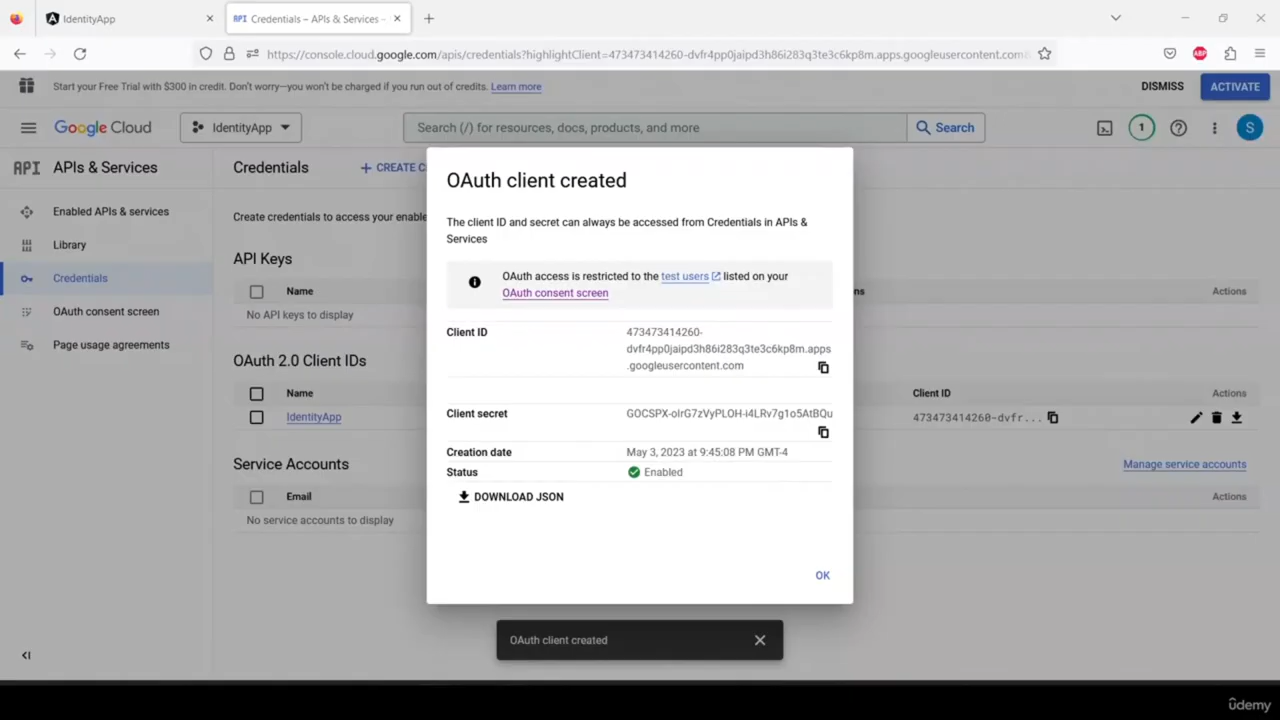 IdentityApp
API Credentials – APIs & Services –
https://console.cloud.google.com/apis/credentials?highlightClient=473473414260-dvfr4pp0jaipd3h86i283q3te3c6kp8m.apps.googleusercontent.com
ABP
Start your Free Trial with $300 in credit. Don't worry—you won't be charged if you run out of credits. Learn more
DISMISS
ACTIVATE
Google Cloud
IdentityApp
Search (/) for resources, docs, products, and more
Search
1
S
API APIs & Services
Enabled APIs & services
Library
Credentials
OAuth consent screen
Page usage agreements
Credentials
+ CREATE C
Create credentials to access your enable
API Keys
Name
ns
Actions
No API keys to display
OAuth 2.0 Client IDs
Name
Client ID
Actions
IdentityApp
473473414260-dvfr...
Service Accounts
Manage service accounts
Email
Actions
No service accounts to display
OAuth client created
The client ID and secret can always be accessed from Credentials in APIs &
Services
OAuth access is restricted to the test users listed on your
OAuth consent screen
Client ID
473473414260-
dvfr4pp0jaipd3h86i283q3te3c6kp8m.apps
.googleusercontent.com
Client secret
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
Creation date
May 3, 2023 at 9:45:08 PM GMT-4
Status
Enabled
DOWNLOAD JSON
OK
OAuth client created
ûdemy